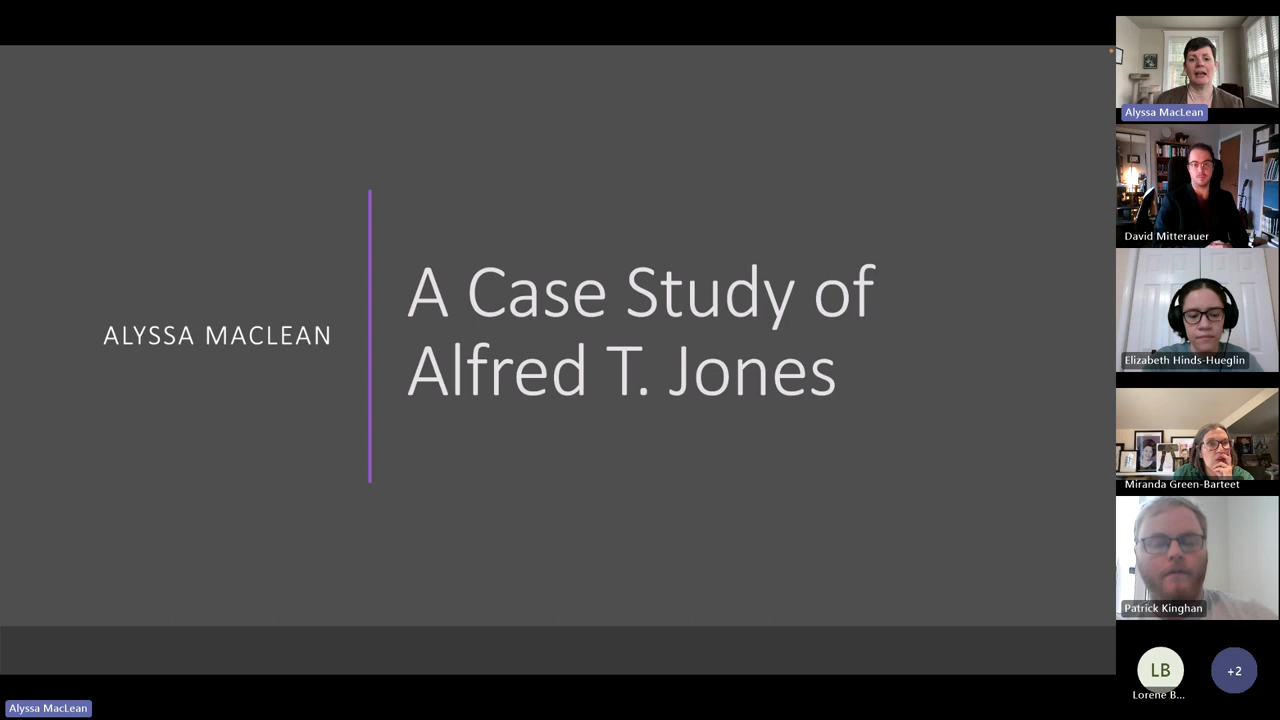 ALYSSA MACLEAN
A Case Study of
Alfred T. Jones
Alyssa MacLean
David Mitterauer
Elizabeth Hinds-Hueglin
Miranda Green-Barteet
Patrick Kinghan
LB
Lorene B...
+2
Alyssa MacLean